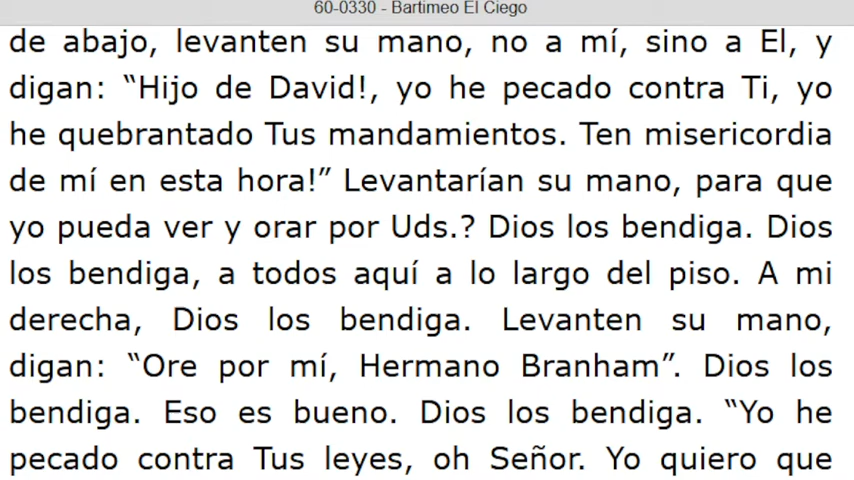 60-0330 - Bartimeo El Ciego
de abajo, levanten su mano, no a mí, sino a El, y
digan: “Hijo de David!, yo he pecado contra Ti, yo
he quebrantado Tus mandamientos. Ten misericordia
de mí en esta hora!” Levantarían su mano, para que
yo pueda ver y orar por Uds.? Dios los bendiga. Dios
los bendiga, a todos aquí a lo largo del piso. A mi
derecha, Dios los bendiga. Levanten su mano,
digan: “Ore por mí, Hermano Branham”. Dios los
bendiga. Eso es bueno. Dios los bendiga. “Yo he
pecado contra Tus leyes, oh Señor. Yo quiero que